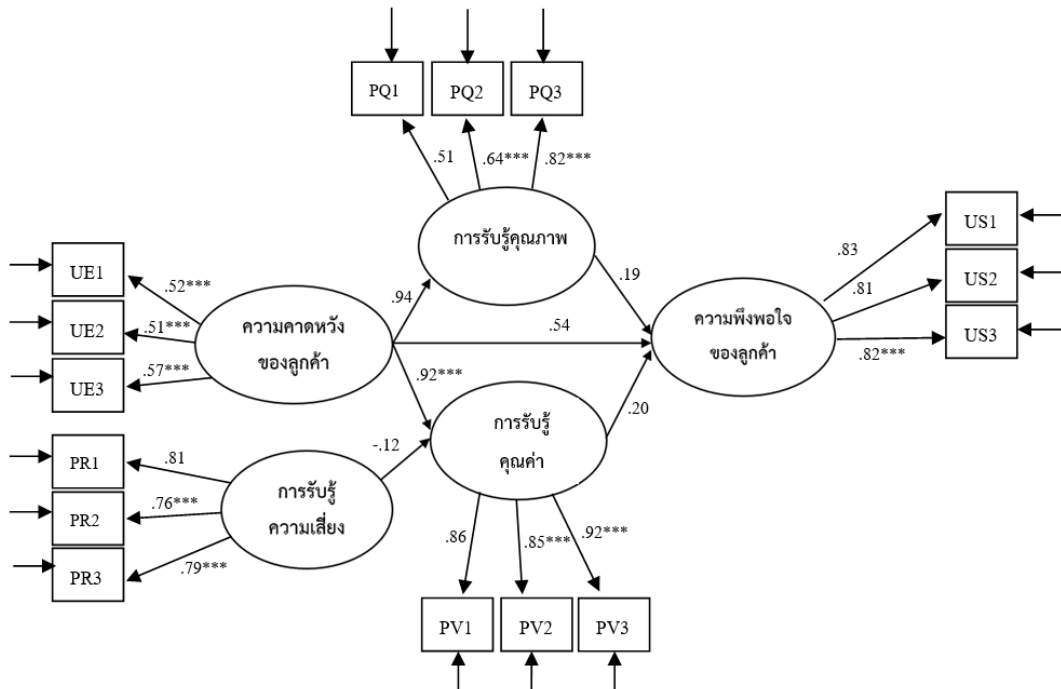 PQ1
PQ2
PQ3
.51
.64***
.82***
การรับรู้คุณภาพ
US1
US2
US3
.83
.81
.82***
UE1
UE2
UE3
.52***
.51***
.57***
ความคาดหวัง
ของลูกค้า
.94
.19
.54
.92***
.20
-.12
ความพึงพอใจ
ของลูกค้า
การรับรู้
คุณค่า
PR1
PR2
PR3
.81
.76***
.79***
การรับรู้
ความเสี่ยง
.86
.85***
.92***
PV1
PV2
PV3